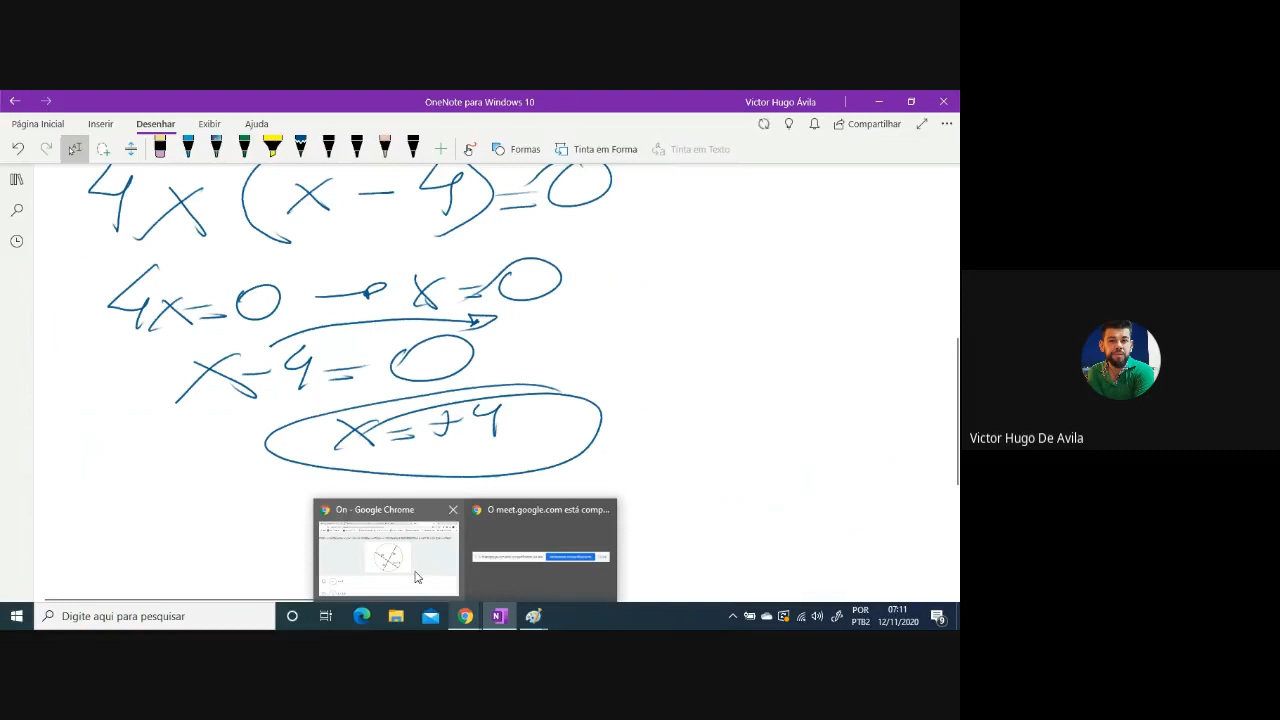 OneNote para Windows 10
Victor Hugo Ávila
Página Inicial Inserir Desenhar Exibir Ajuda
Compartilhar
Formas Tinta em Forma Tinta em Texto
4x (x - 4) = 0
4x = 0 → x = 0
x - 4 = 0
x = +4
Victor Hugo De Avila
On - Google Chrome
O meet.google.com está comp...
Digite aqui para pesquisar
POR
PTB2
07:11
12/11/2020
9